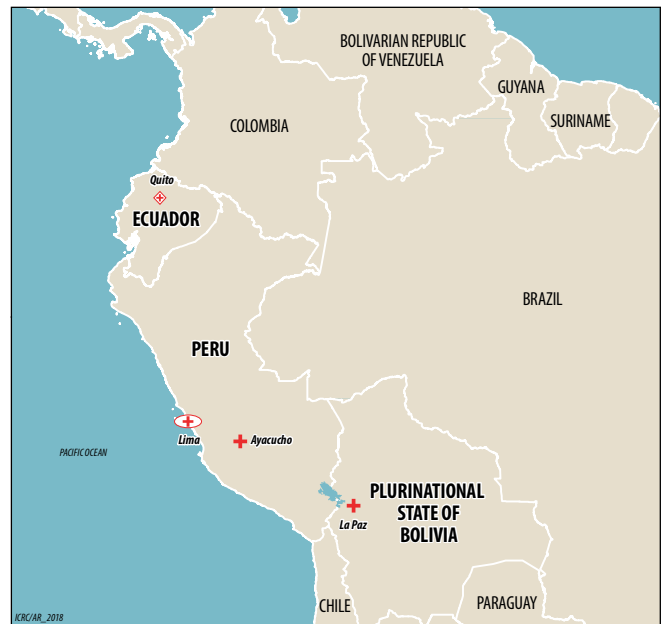 BOLIVARIAN REPUBLIC
OF VENEZUELA
GUYANA
SURINAME
COLOMBIA
Quito
ECUADOR
BRAZIL
PERU
Lima
Ayacucho
PACIFIC OCEAN
PLURINATIONAL
STATE OF
BOLIVIA
La Paz
CHILE
PARAGUAY
ICRC/AR_2018